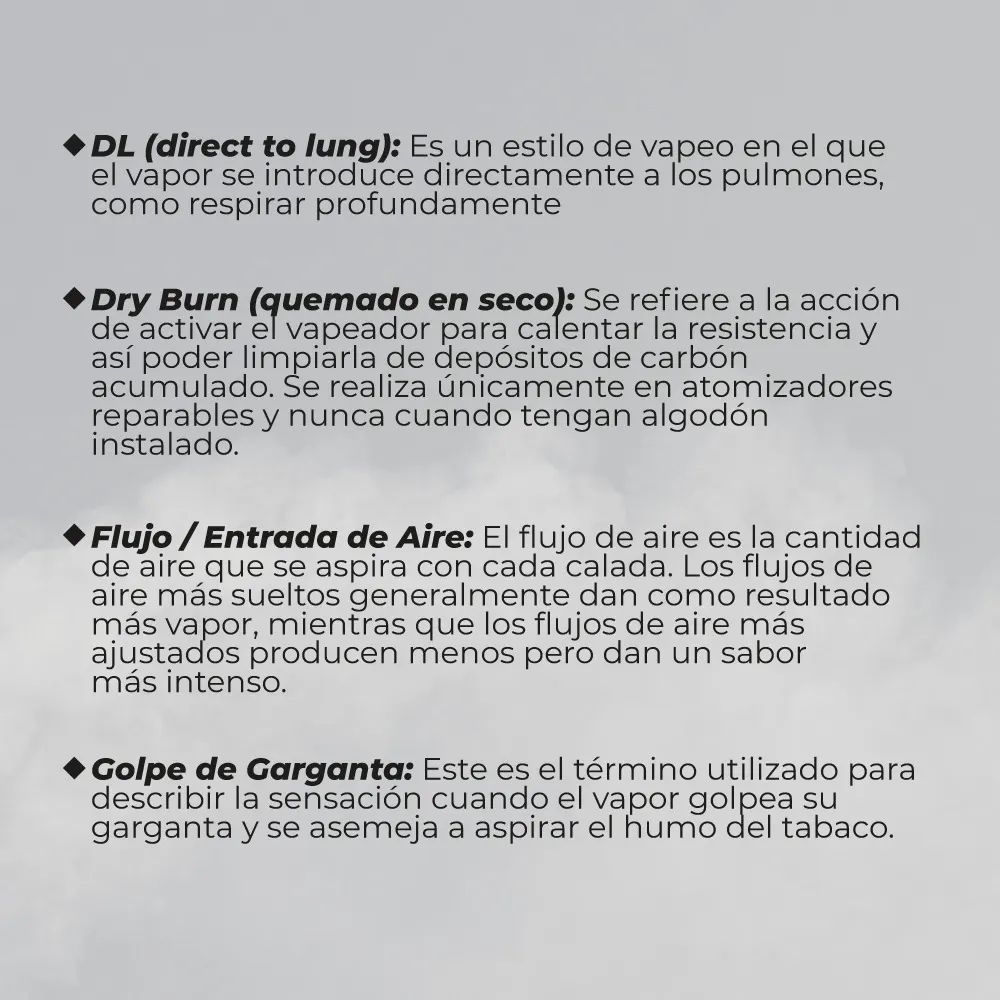 ◆ DL (direct to lung): Es un estilo de vapeo en el que
el vapor se introduce directamente a los pulmones,
como respirar profundamente
◆ Dry Burn (quemado en seco): Se refiere a la acción
de activar el vapeador para calentar la resistencia y
así poder limpiarla de depósitos de carbón
acumulado. Se realiza únicamente en atomizadores
reparables y nunca cuando tengan algodón
instalado.
◆ Flujo / Entrada de Aire: El flujo de aire es la cantidad
de aire que se aspira con cada calada. Los flujos de
aire más sueltos generalmente dan como resultado
más vapor, mientras que los flujos de aire más
ajustados producen menos pero dan un sabor
más intenso.
◆ Golpe de Garganta: Este es el término utilizado para
describir la sensación cuando el vapor golpea su
garganta y se asemeja a aspirar el humo del tabaco.